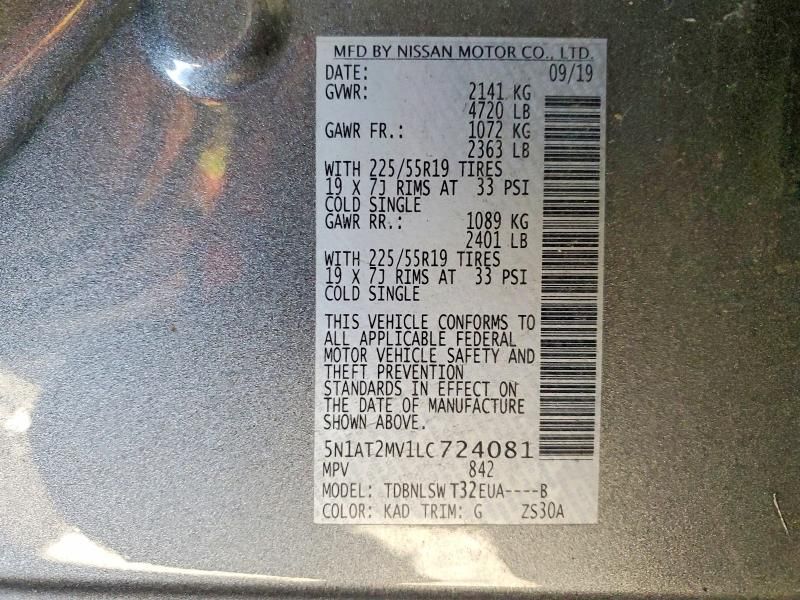 MFD BY NISSAN MOTOR CO., LTD.
DATE: 09/19
GVWR: 2141 KG
4720 LB
GAWR FR.: 1072 KG
2363 LB
WITH 225/55R19 TIRES
19 X 7J RIMS AT 33 PSI
COLD SINGLE
GAWR RR.: 1089 KG
2401 LB
WITH 225/55R19 TIRES
19 X 7J RIMS AT 33 PSI
COLD SINGLE
THIS VEHICLE CONFORMS TO
ALL APPLICABLE FEDERAL
MOTOR VEHICLE SAFETY AND
THEFT PREVENTION
STANDARDS IN EFFECT ON
THE DATE OF MANUFACTURE
SHOWN ABOVE.
5N1AT2MV1LC724081
MPV 842
MODEL: TDBNLSW T32EUA----B
COLOR: KAD TRIM: G ZS30A